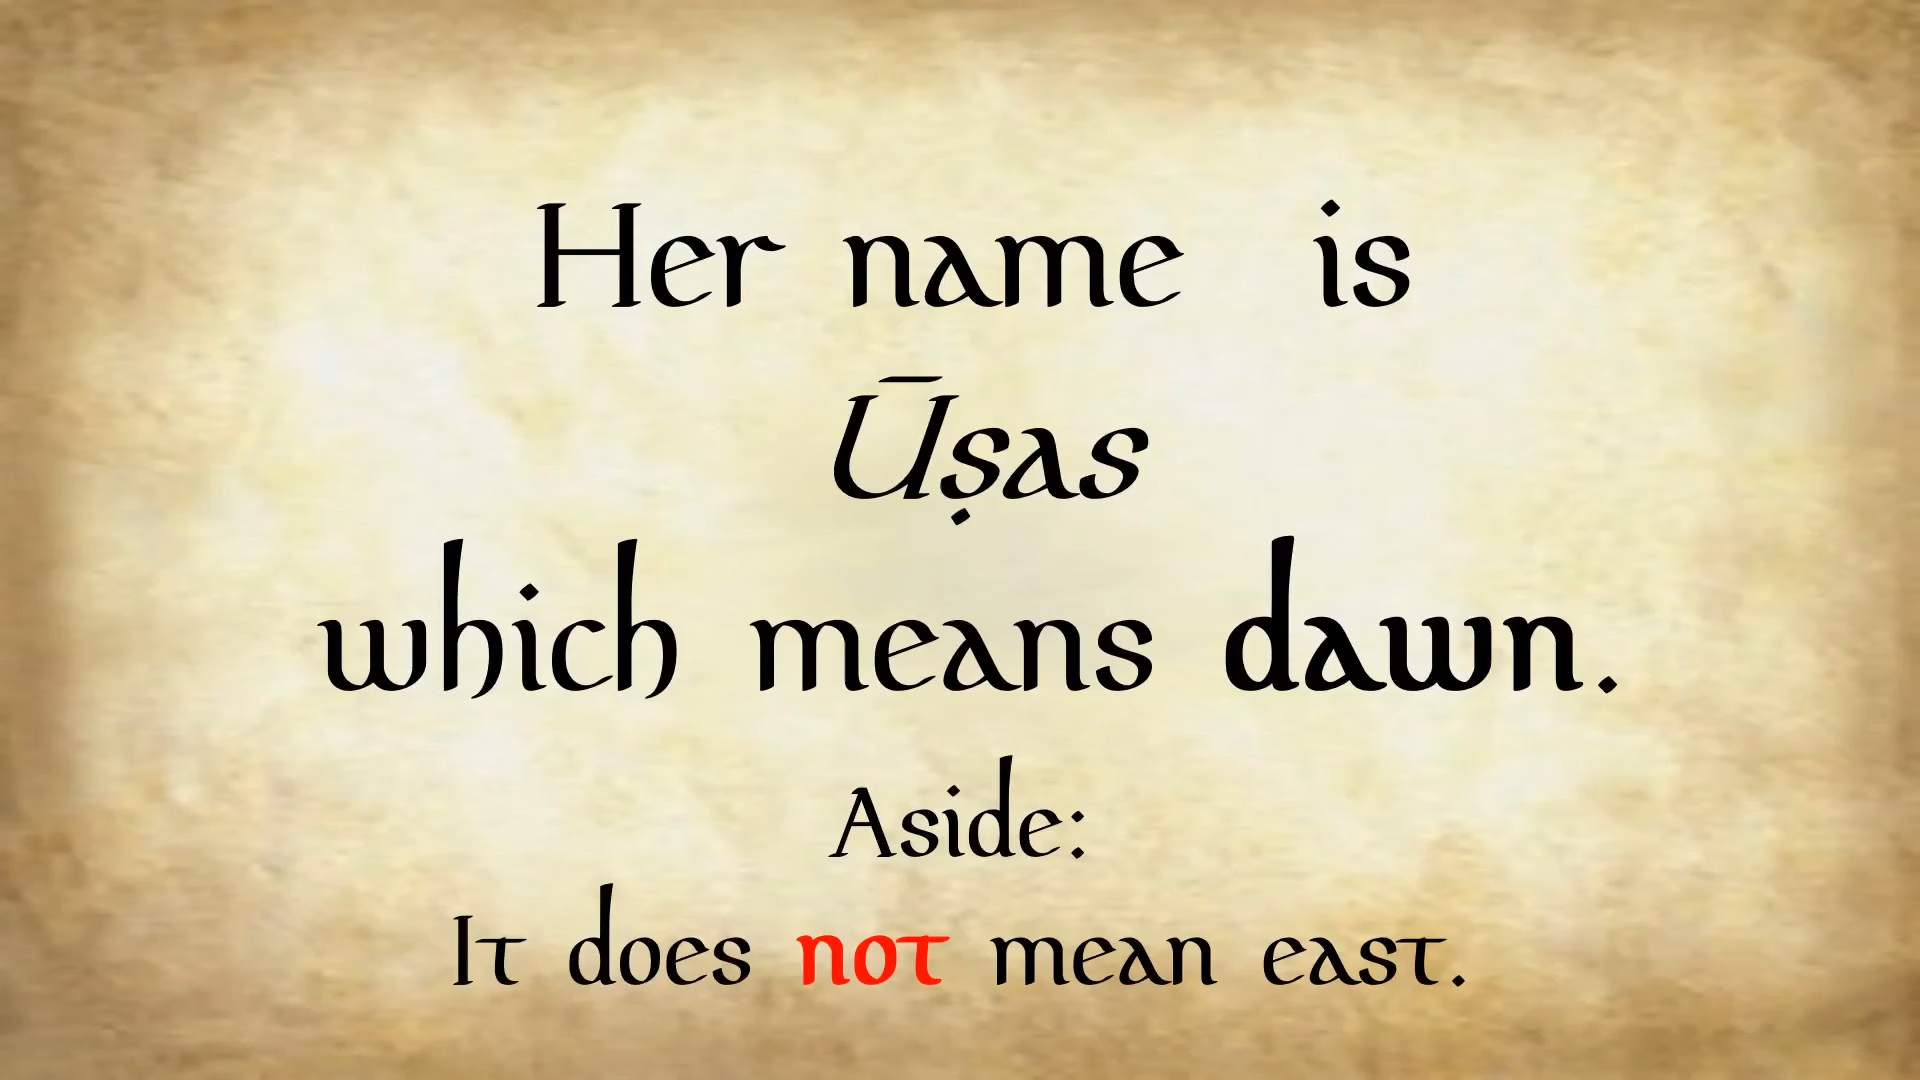 Her name is
Ūṣas
which means dawn.
Aside:
It does not mean east.